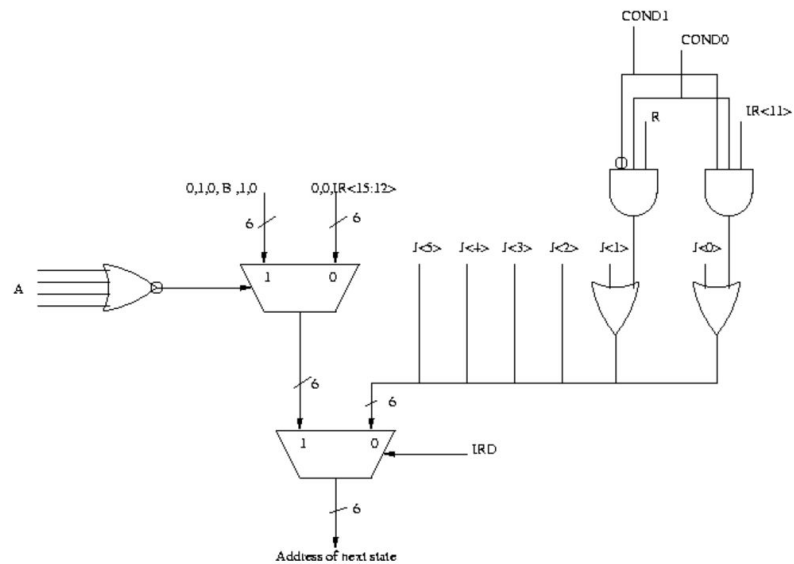 COND1
COND0
R
IR<11>
0,1,0, B ,1,0
0,0,IR<15:12>
6
6
J<5>
J<4>
J<3>
J<2>
J<1>
J<0>
1
0
A
6
6
1
0
IRD
6
Address of next state